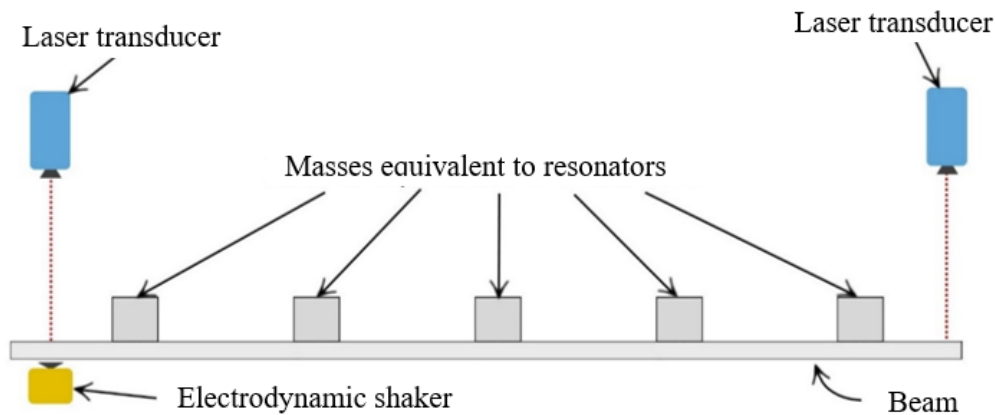 Laser transducer
Laser transducer
Masses equivalent to resonators
Electrodynamic shaker
Beam